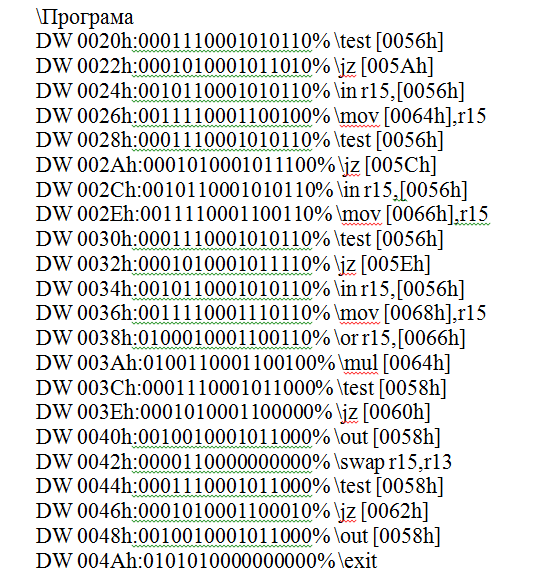 \Програма
DW 0020h:0001110001010110% \test [0056h]
DW 0022h:0001010001011010% \jz [005Ah]
DW 0024h:0010110001010110% \in r15,[0056h]
DW 0026h:0011110001100100% \mov [0064h],r15
DW 0028h:0001110001010110% \test [0056h]
DW 002Ah:0001010001011100% \jz [005Ch]
DW 002Ch:0010110001010110% \in r15,[0056h]
DW 002Eh:0011110001100110% \mov [0066h],r15
DW 0030h:0001110001010110% \test [0056h]
DW 0032h:0001010001011110% \jz [005Eh]
DW 0034h:0010110001010110% \in r15,[0056h]
DW 0036h:0011110001110110% \mov [0068h],r15
DW 0038h:0100010001100110% \or r15,[0066h]
DW 003Ah:0100110001100100% \mul [0064h]
DW 003Ch:0001110001011000% \test [0058h]
DW 003Eh:0001010001100000% \jz [0060h]
DW 0040h:0010010001011000% \out [0058h]
DW 0042h:0000110000000000% \swap r15,r13
DW 0044h:0001110001011000% \test [0058h]
DW 0046h:0001010001100010% \jz [0062h]
DW 0048h:0010010001011000% \out [0058h]
DW 004Ah:0101010000000000% \exit